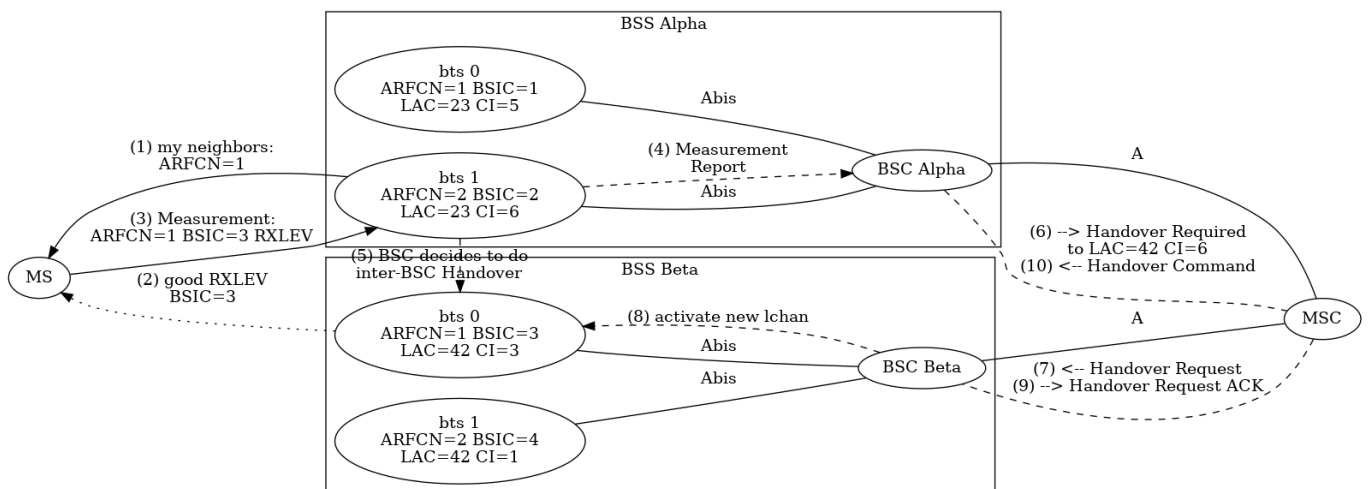 BSS Alpha
bts 0
ARFCN=1 BSIC=1
LAC=23 CI=5
Abis
(1) my neighbors:
ARFCN=1
(4) Measurement
Report
bts 1
ARFCN=2 BSIC=2
LAC=23 CI=6
Abis
BSC Alpha
A
(3) Measurement:
ARFCN=1 BSIC=3 RXLEV
MS
(2) good RXLEV
BSIC=3
(5) BSC decides to do
inter-BSC Handover
(6) --> Handover Required
to LAC=42 CI=6
(10) <-- Handover Command
MSC
BSS Beta
bts 0
ARFCN=1 BSIC=3
LAC=42 CI=3
(8) activate new lchan
Abis
A
BSC Beta
(7) <-- Handover Request
(9) --> Handover Request ACK
Abis
bts 1
ARFCN=2 BSIC=4
LAC=42 CI=1